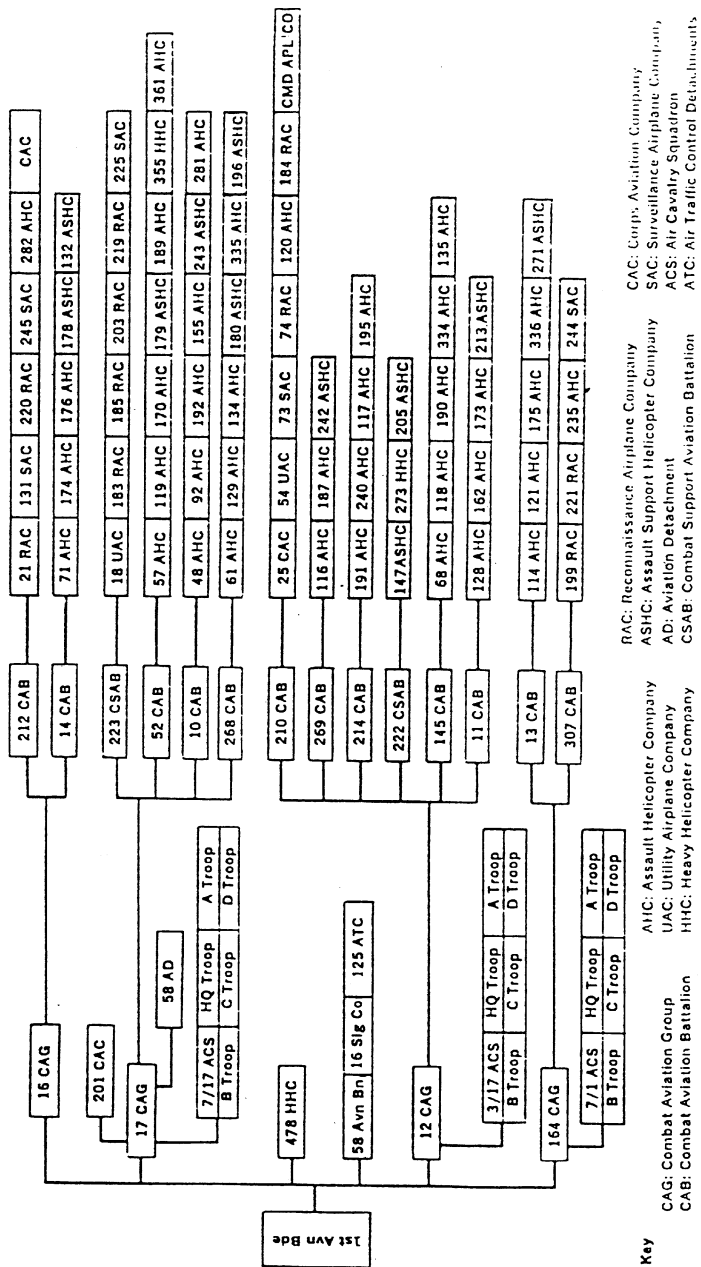 1st Avn Bde
16 CAG
212 CAB
21 RAC 131 SAC 220 RAC 245 SAC 282 AHC CAC
14 CAB
71 AHC 174 AHC 176 AHC 178 ASHC 132 ASHC
201 CAC
17 CAG
58 AD
7/17 ACS HQ Troop A Troop
B Troop C Troop D Troop
223 CSAB
18 UAC 183 RAC 185 RAC 203 RAC 219 RAC 225 SAC
52 CAB
57 AHC 119 AHC 170 AHC 179 ASHC 189 AHC 355 HHC 361 AHC
10 CAB
48 AHC 92 AHC 192 AHC 155 AHC 243 ASHC 281 AHC
268 CAB
61 AHC 129 AHC 134 AHC 180 ASHC 335 AHC 196 ASHC
478 HHC
58 Avn Bn 16 Sig Co 125 ATC
12 CAG
3/17 ACS HQ Troop A Troop
B Troop C Troop D Troop
210 CAB
25 CAC 54 UAC 73 SAC 74 RAC 120 AHC 184 RAC CMD APL'CO
269 CAB
116 AHC 187 AHC 242 ASHC
214 CAB
191 AHC 240 AHC 117 AHC 195 AHC
222 CSAB
147 ASHC 273 HHC 205 ASHC
145 CAB
68 AHC 118 AHC 190 AHC 334 AHC 135 AHC
11 CAB
128 AHC 162 AHC 173 AHC 213 ASHC
164 CAG
7/1 ACS HQ Troop A Troop
B Troop C Troop D Troop
13 CAB
114 AHC 121 AHC 175 AHC 336 AHC 271 ASHC
307 CAB
199 RAC 221 RAC 235 AHC 244 SAC
Key
CAG: Combat Aviation Group
CAB: Combat Aviation Battalion
AHC: Assault Helicopter Company
UAC: Utility Airplane Company
HHC: Heavy Helicopter Company
RAC: Reconnaissance Airplane Company
ASHC: Assault Support Helicopter Company
AD: Aviation Detachment
CSAB: Combat Support Aviation Battalion
CAC: Corps Aviation Company
SAC: Surveillance Airplane Company
ACS: Air Cavalry Squadron
ATC: Air Traffic Control Detachments